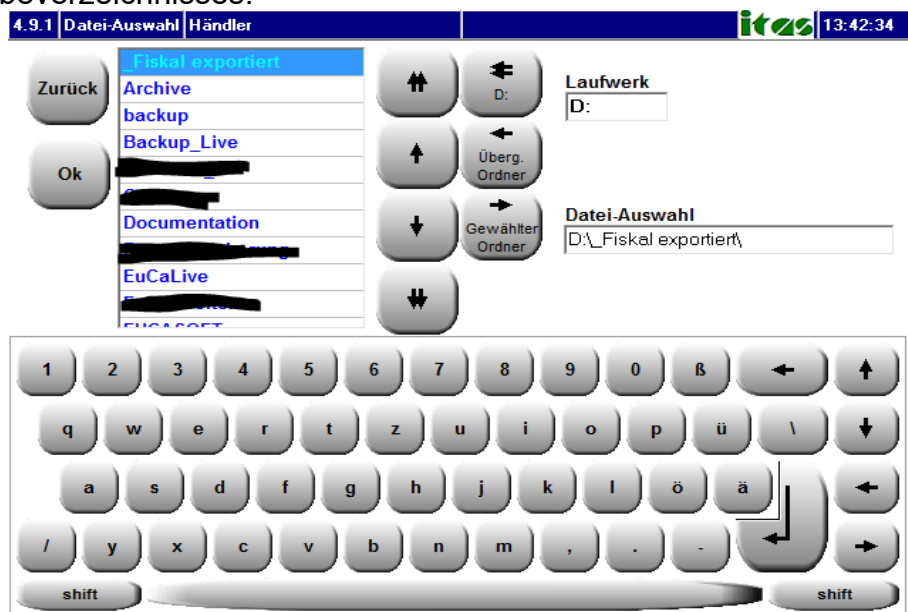 4.9.1 Datei-Auswahl Händler itas 13:42:34
Zurück
Ok
_Fiskal exportiert
Archive
backup
Backup_Live
Documentation
EuCaLive
EUCASOFT
D:
Überg.
Ordner
Gewählter
Ordner
Laufwerk
D:
Datei-Auswahl
D:\_Fiskal exportiert\
1 2 3 4 5 6 7 8 9 0 ß
q w e r t z u i o p ü \
a s d f g h j k l ö ä
/ y x c v b n m , . -
shift shift